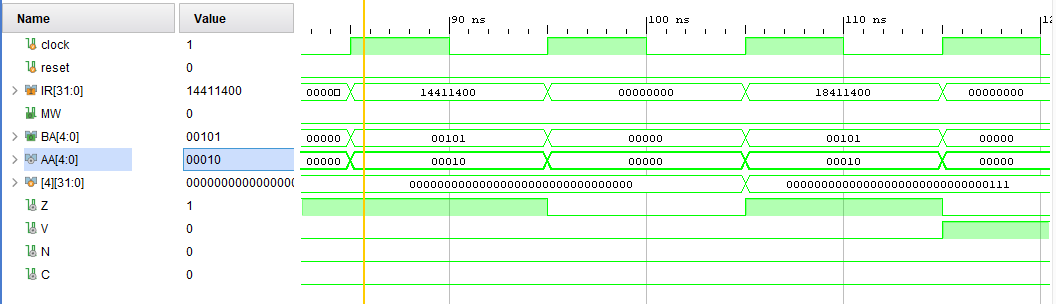 Name Value 90 ns 100 ns 110 ns
clock 1
reset 0
IR[31:0] 14411400 14411400 00000000 18411400 00000000
MW 0
BA[4:0] 00101 00000 00101 00000 00101 00000
AA[4:0] 00010 00000 00010 00000 00010 00000
[4][31:0] 00000000000000000000000000000000 00000000000000000000000000000111
Z 1
V 0
N 0
C 0